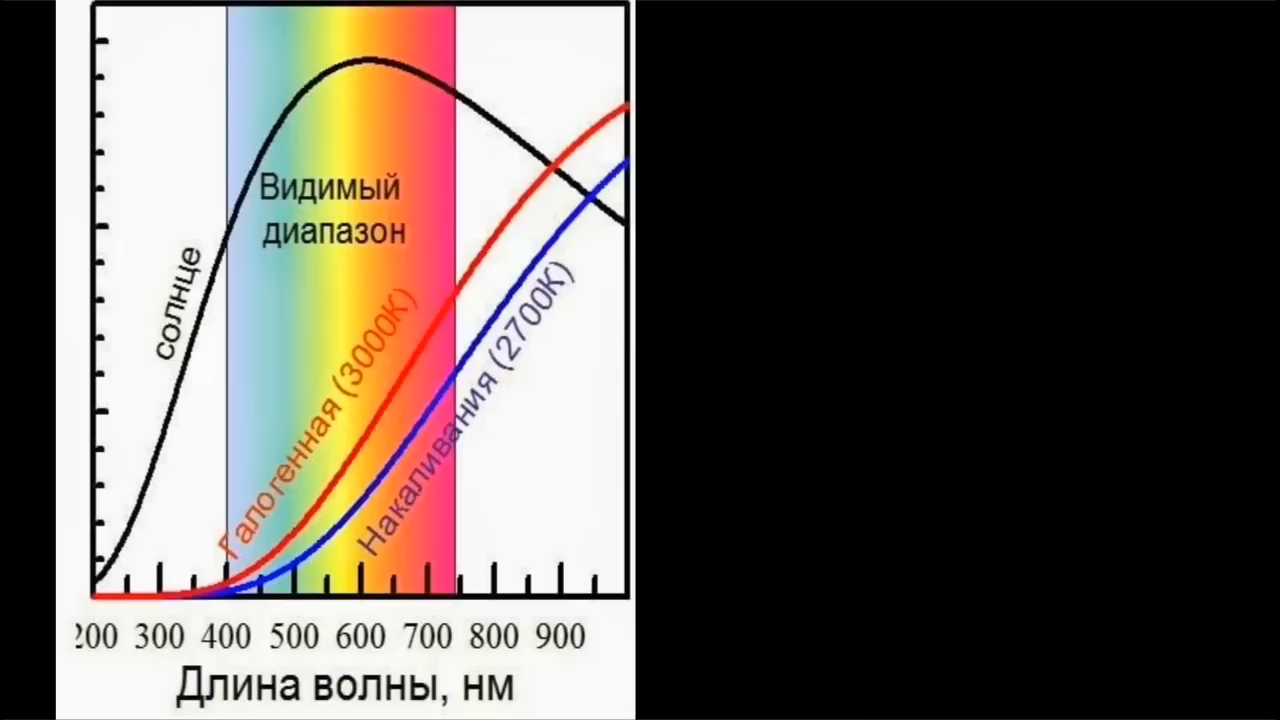 Видимый
диапазон
солнце
Галогенная (3000К)
Накаливания (2700К)
200 300 400 500 600 700 800 900
Длина волны, нм